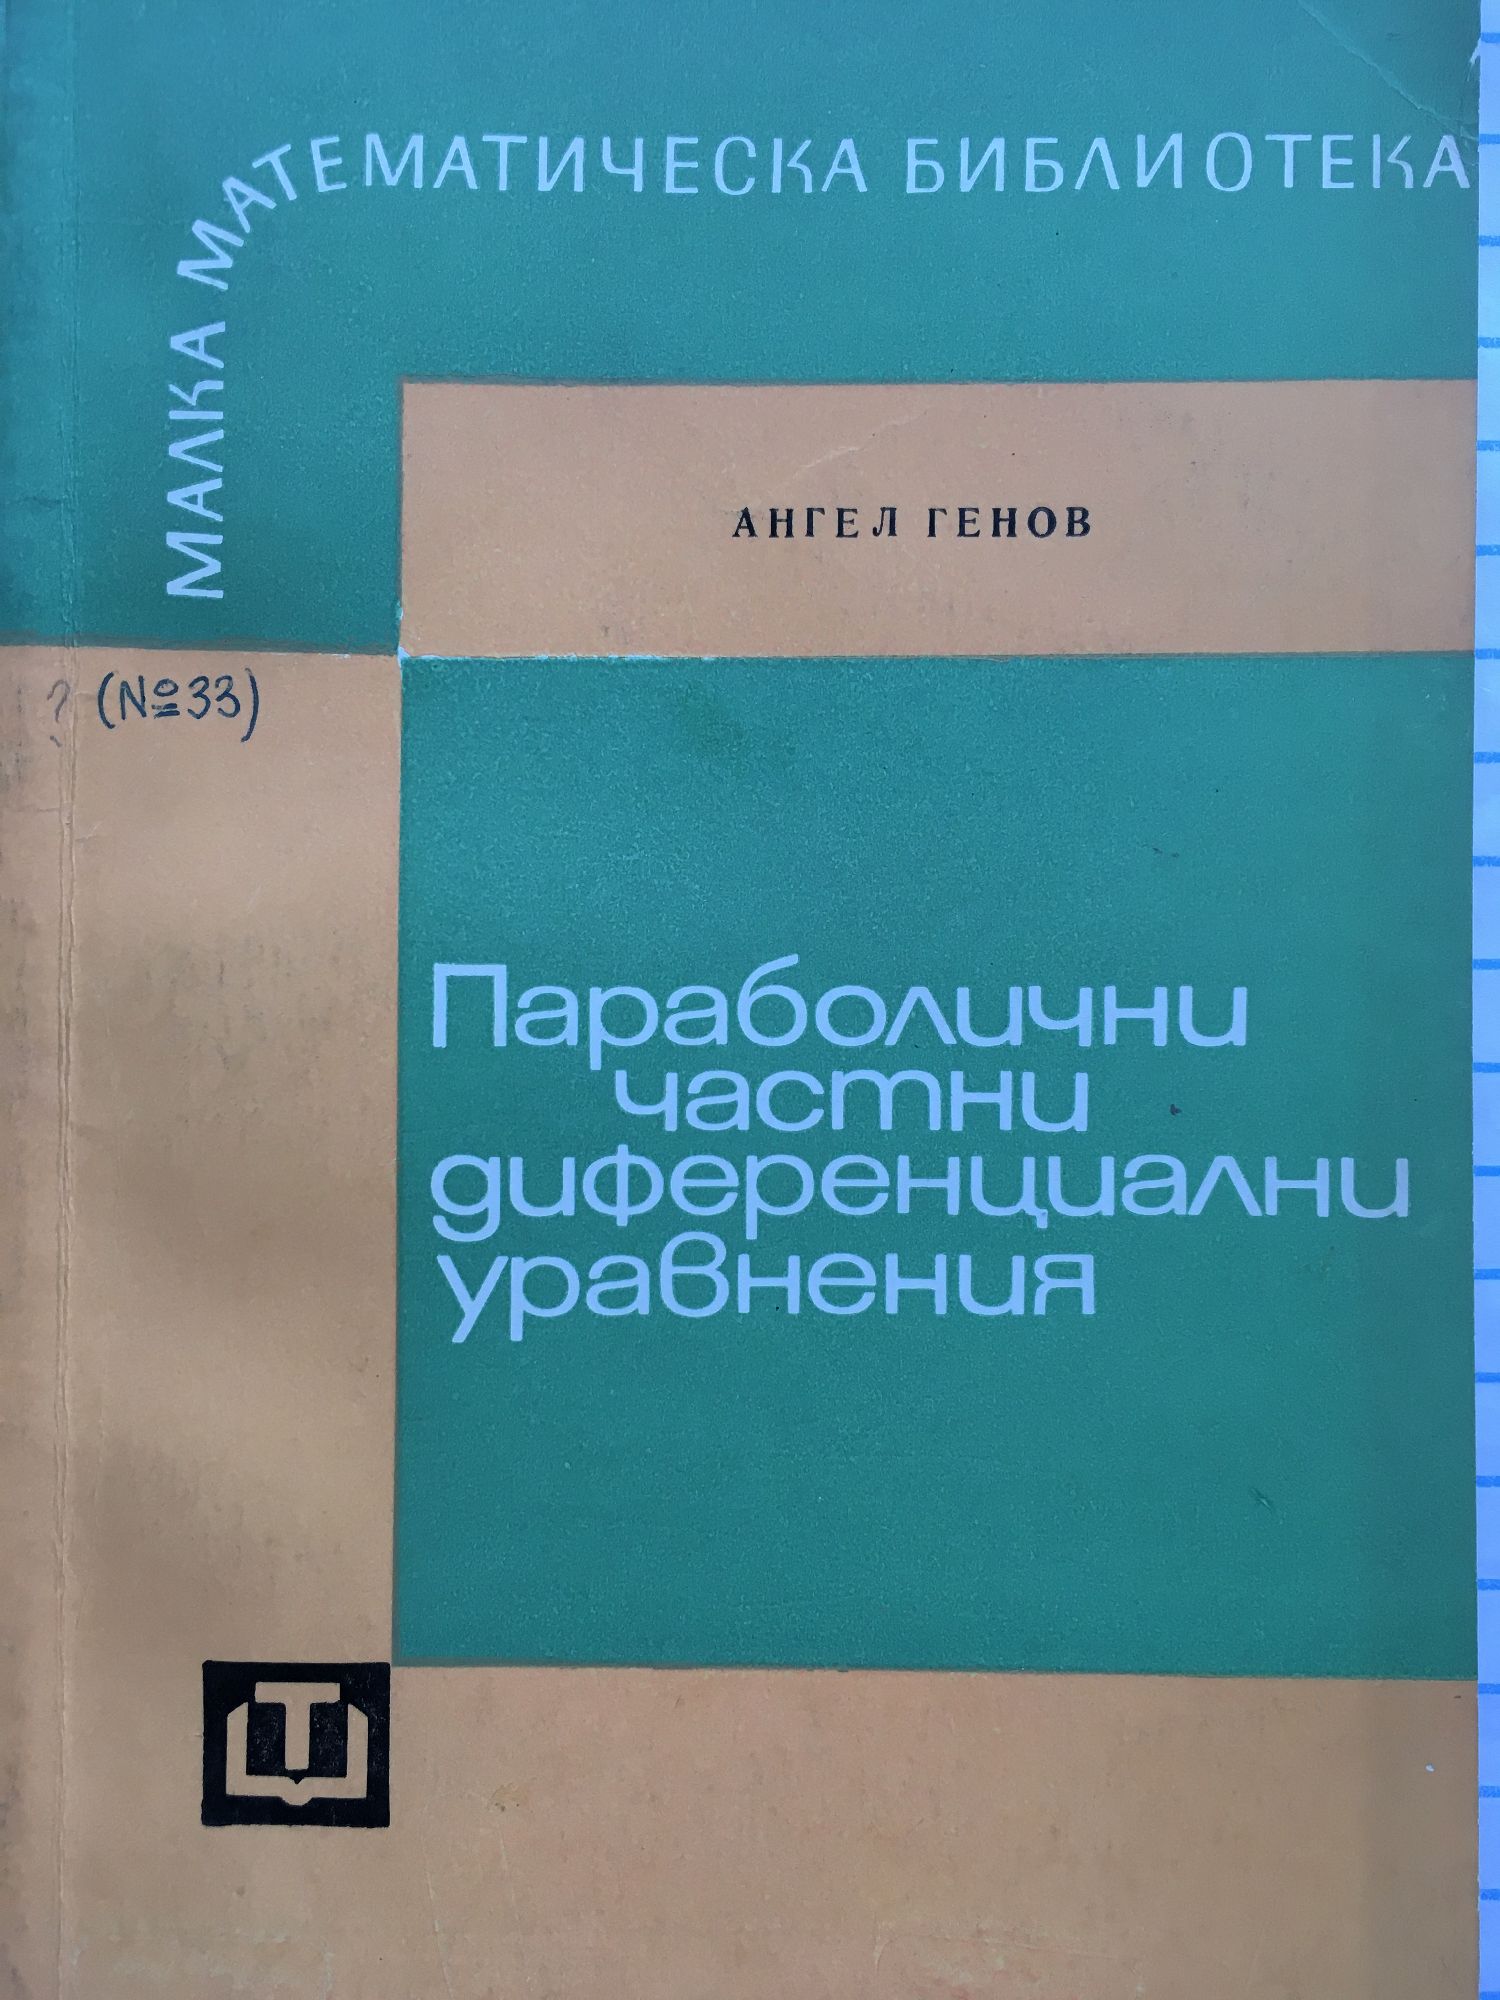 МАЛКА МАТЕМАТИЧЕСКА БИБЛИОТЕКА
АНГЕЛ ГЕНОВ
? (№33)
Параболични
частни
диференциални
уравнения
Т